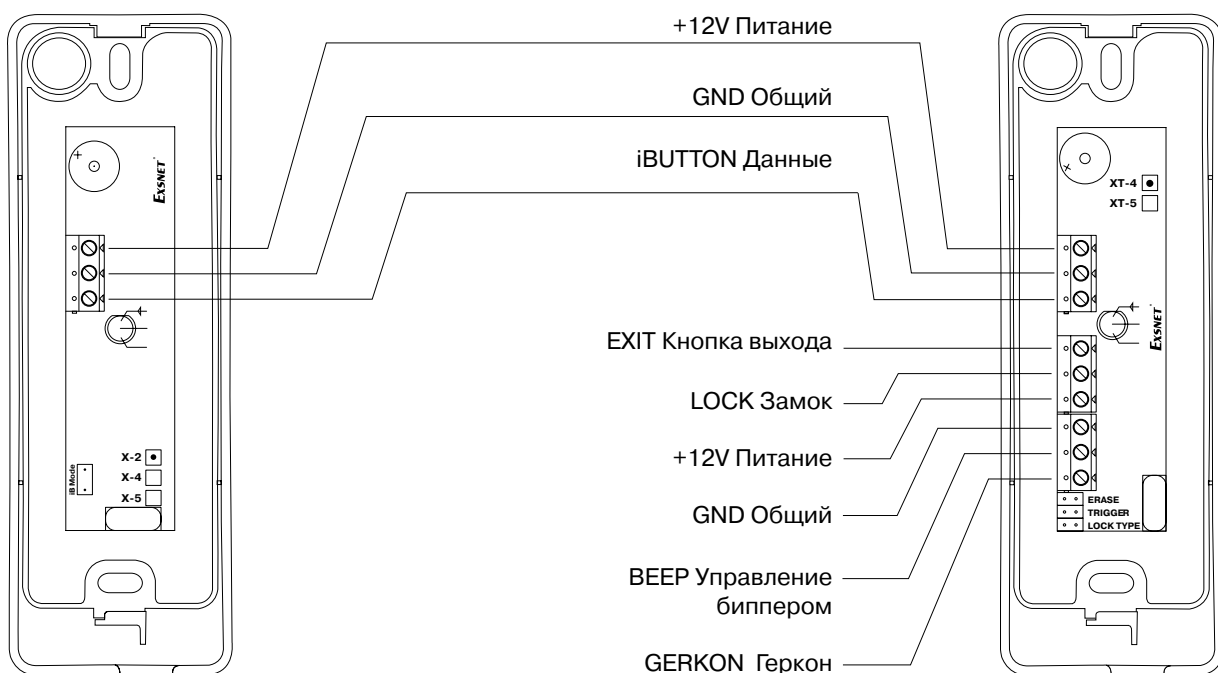 +12V Питание
GND Общий
iBUTTON Данные
EXIT Кнопка выхода
LOCK Замок
+12V Питание
GND Общий
BEEP Управление
биппером
GERKON Геркон
EXSNET
iB Mode
X-2
X-4
X-5
XT-4
XT-5
EXSNET
ERASE
TRIGGER
LOCK TYPE